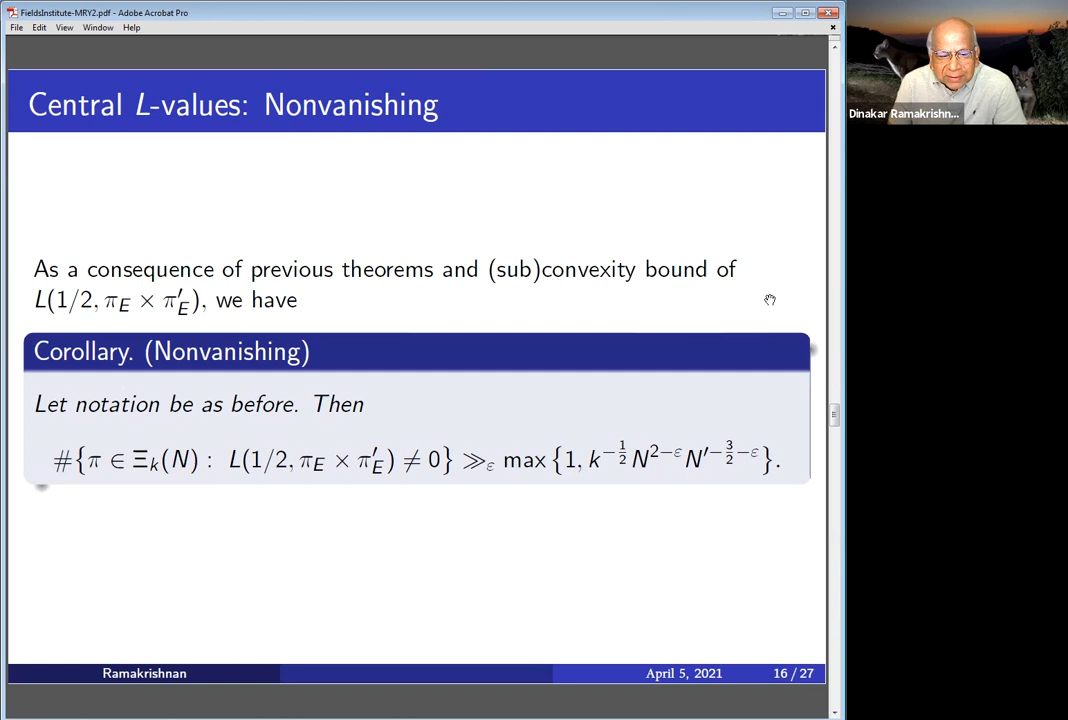 FieldsInstitute-MRY2.pdf - Adobe Acrobat Pro
File Edit View Window Help
Central L-values: Nonvanishing
As a consequence of previous theorems and (sub)convexity bound of
L(1/2, π_E × π′_E), we have
Corollary. (Nonvanishing)
Let notation be as before. Then
#{π ∈ Ξ_k(N) : L(1/2, π_E × π′_E) ≠ 0} ≫_ε max {1, k^{-1/2} N^{2-ε} N′^{-3/2-ε}}.
Ramakrishnan April 5, 2021 16 / 27
Dinakar Ramakrishn...